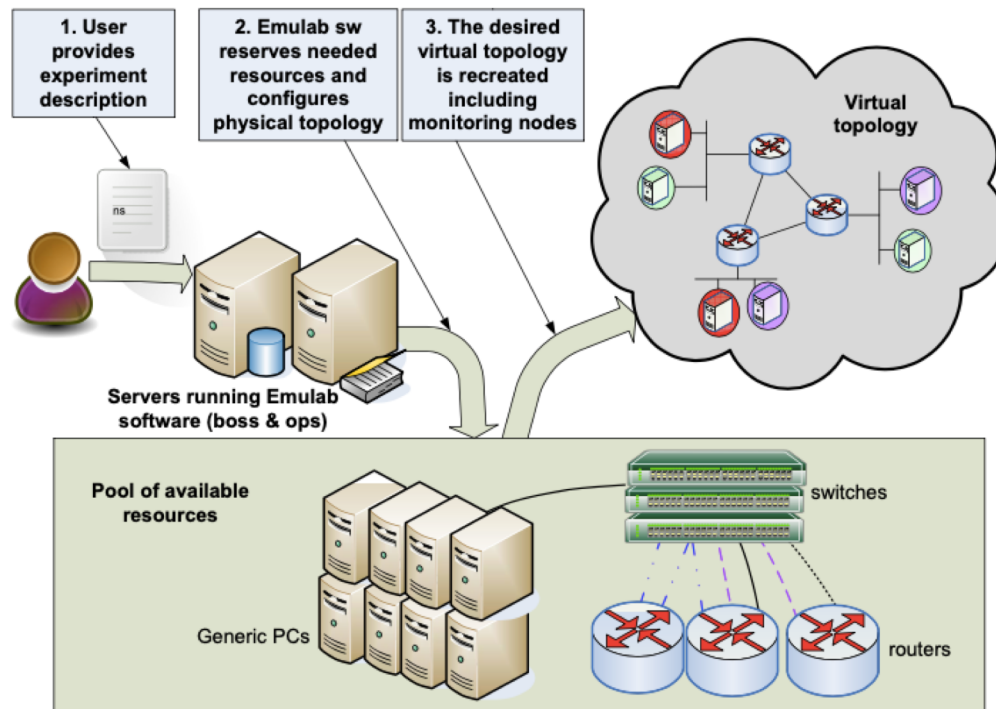 1. User
provides
experiment
description
2. Emulab sw
reserves needed
resources and
configures
physical topology
3. The desired
virtual topology
is recreated
including
monitoring nodes
Virtual
topology
ns
Servers running Emulab
software (boss & ops)
Pool of available
resources
switches
Generic PCs
routers